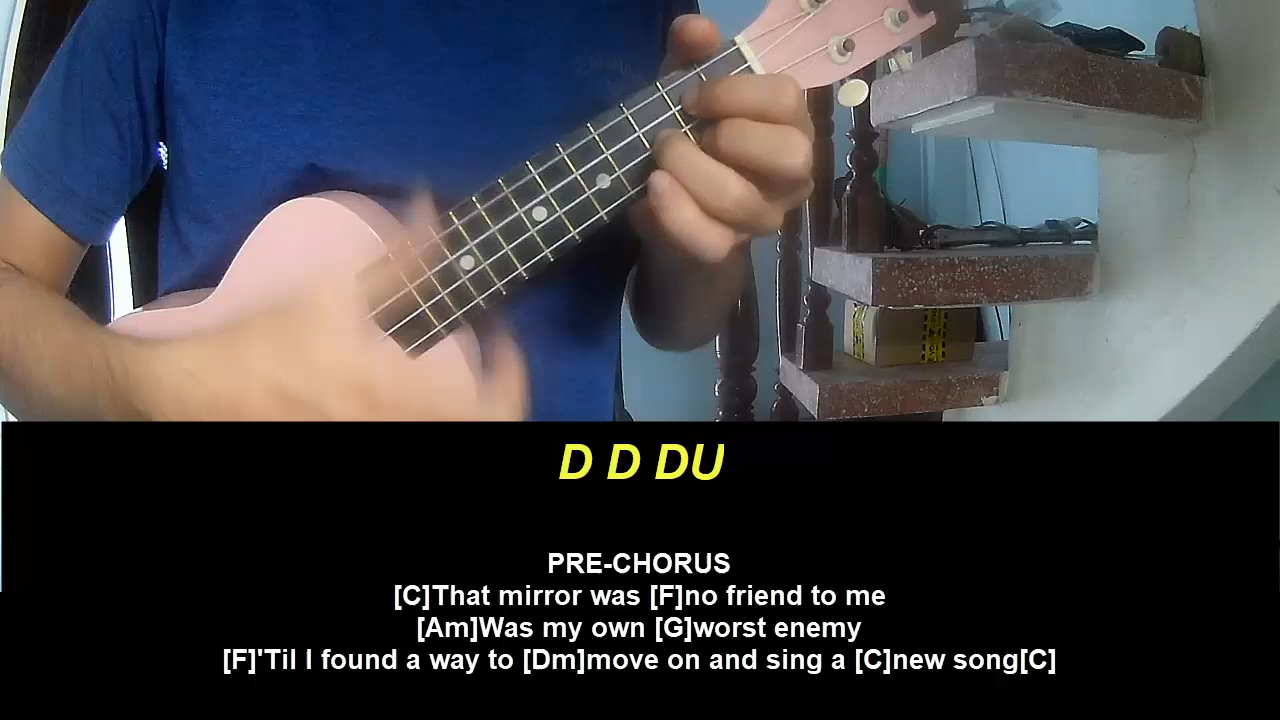 D D DU
PRE-CHORUS
[C]That mirror was [F]no friend to me
[Am]Was my own [G]worst enemy
[F]'Til I found a way to [Dm]move on and sing a [C]new song[C]